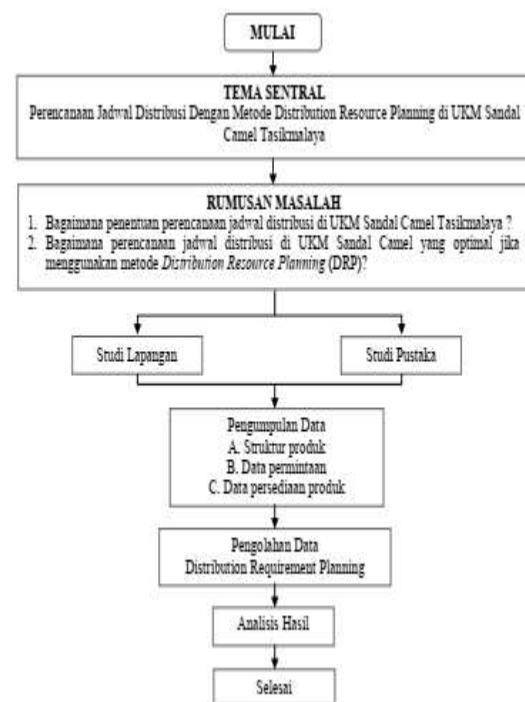 MULAI
TEMA SENTRAL
Perencanaan Jadwal Distribusi Dengan Metode Distribution Resource Planning di UKM Sandal
Camel Tasikmalaya
RUMUSAN MASALAH
1. Bagaimana penentuan perencanaan jadwal distribusi di UKM Sandal Camel Tasikmalaya ?
2. Bagaimana perencanaan jadwal distribusi di UKM Sandal Camel yang optimal jika
menggunakan metode Distribution Resource Planning (DRP)?
Studi Lapangan
Studi Pustaka
Pengumpulan Data
A. Struktur produk
B. Data permintaan
C. Data persediaan produk
Pengolahan Data
Distribution Requirement Planning
Analisis Hasil
Selesai